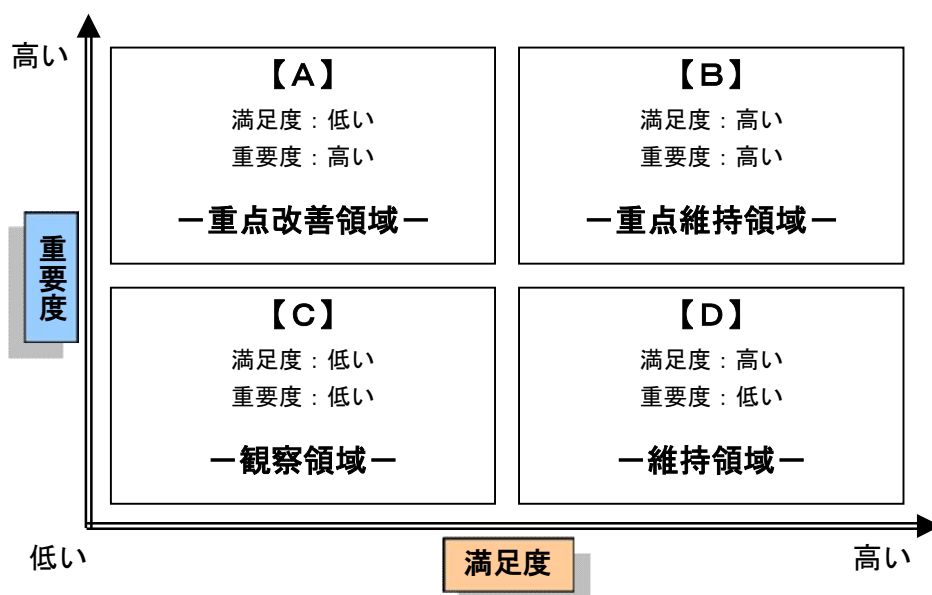 高い
【A】
満足度：低い
重要度：高い
－重点改善領域－
【B】
満足度：高い
重要度：高い
－重点維持領域－
重要度
【C】
満足度：低い
重要度：低い
－観察領域－
【D】
満足度：高い
重要度：低い
－維持領域－
低い
満足度
高い